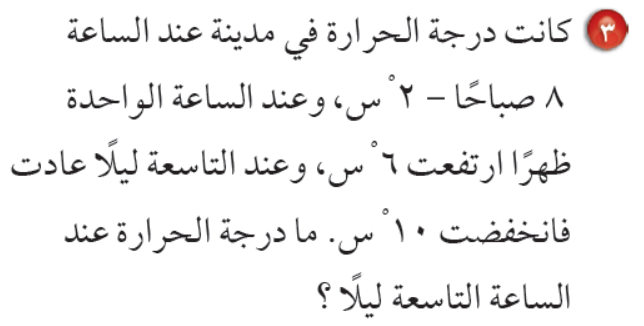 ٣ كانت درجة الحرارة في مدينة عند الساعة
٨ صباحًا – ٢ ْ س، وعند الساعة الواحدة
ظهرًا ارتفعت ٦ ْ س، وعند التاسعة ليلًا عادت
فانخفضت ١٠ ْ س. ما درجة الحرارة عند
الساعة التاسعة ليلًا ؟